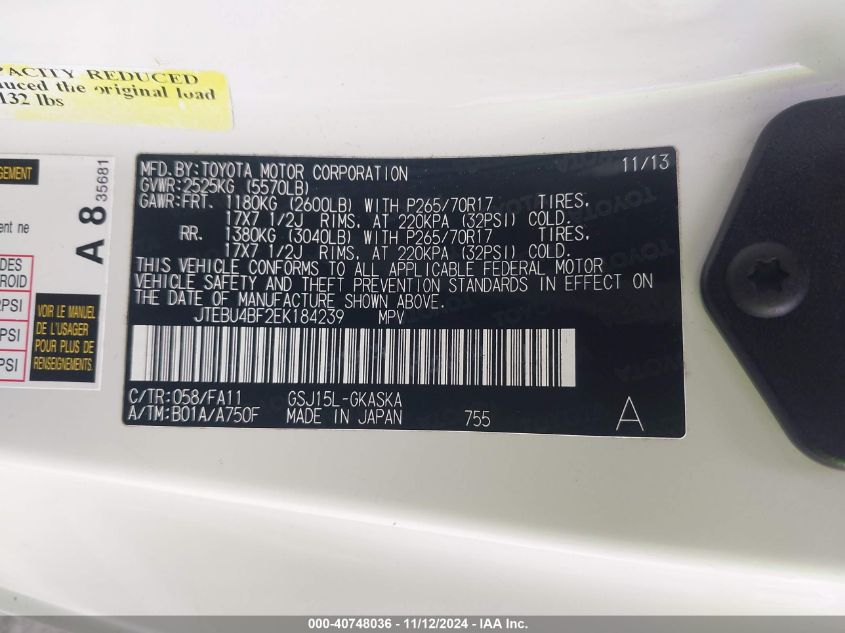 PACITY REDUCED
uced the original load
132 lbs
GEMENT
A 8 35681
ent ne
DES
ROID
PSI
PSI
PSI
VOIR LE MANUEL
DE L'USAGER
POUR PLUS DE
RENSEIGNEMENTS.
MFD.BY:TOYOTA MOTOR CORPORATION 11/13
GVWR:2525KG (5570LB)
GAWR:FRT. 1180KG (2600LB) WITH P265/70R17 TIRES,
17X7 1/2J RIMS, AT 220KPA (32PSI) COLD.
RR. 1380KG (3040LB) WITH P265/70R17 TIRES,
17X7 1/2J RIMS, AT 220KPA (32PSI) COLD.
THIS VEHICLE CONFORMS TO ALL APPLICABLE FEDERAL MOTOR
VEHICLE SAFETY AND THEFT PREVENTION STANDARDS IN EFFECT ON
THE DATE OF MANUFACTURE SHOWN ABOVE.
JTEBU4BF2EK184239 MPV
C/TR:058/FA11 GSJ15L-GKASKA
A/TM:B01A/A750F MADE IN JAPAN 755 A
000-40748036 - 11/12/2024 - IAA Inc.